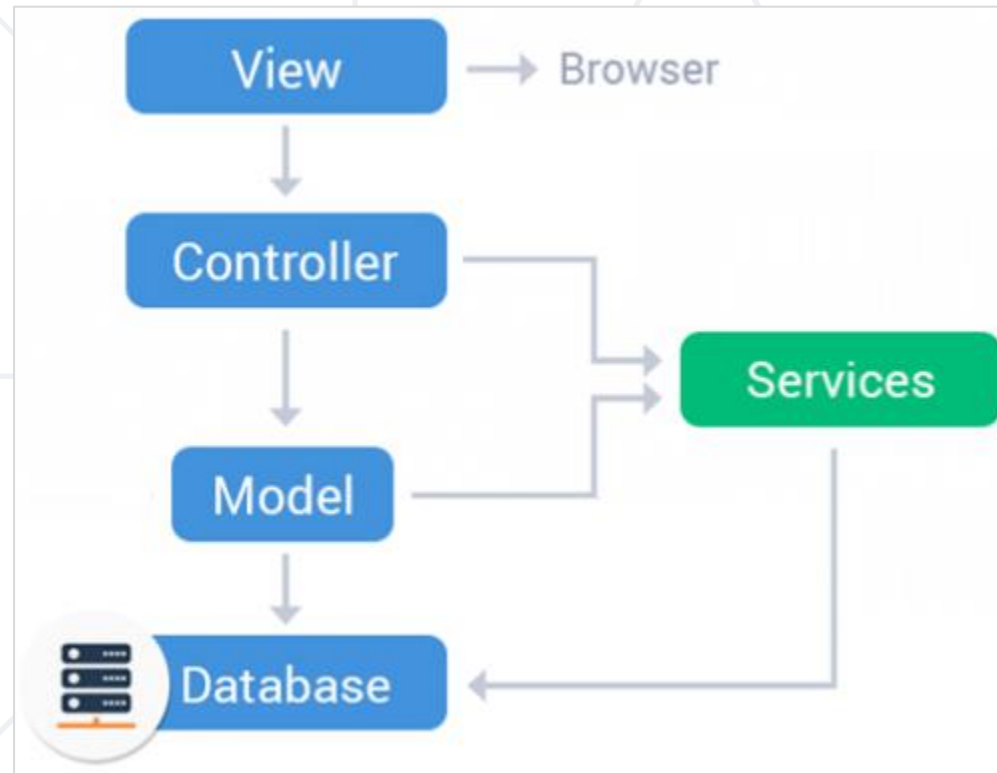 View
Browser
Controller
Services
Model
Database